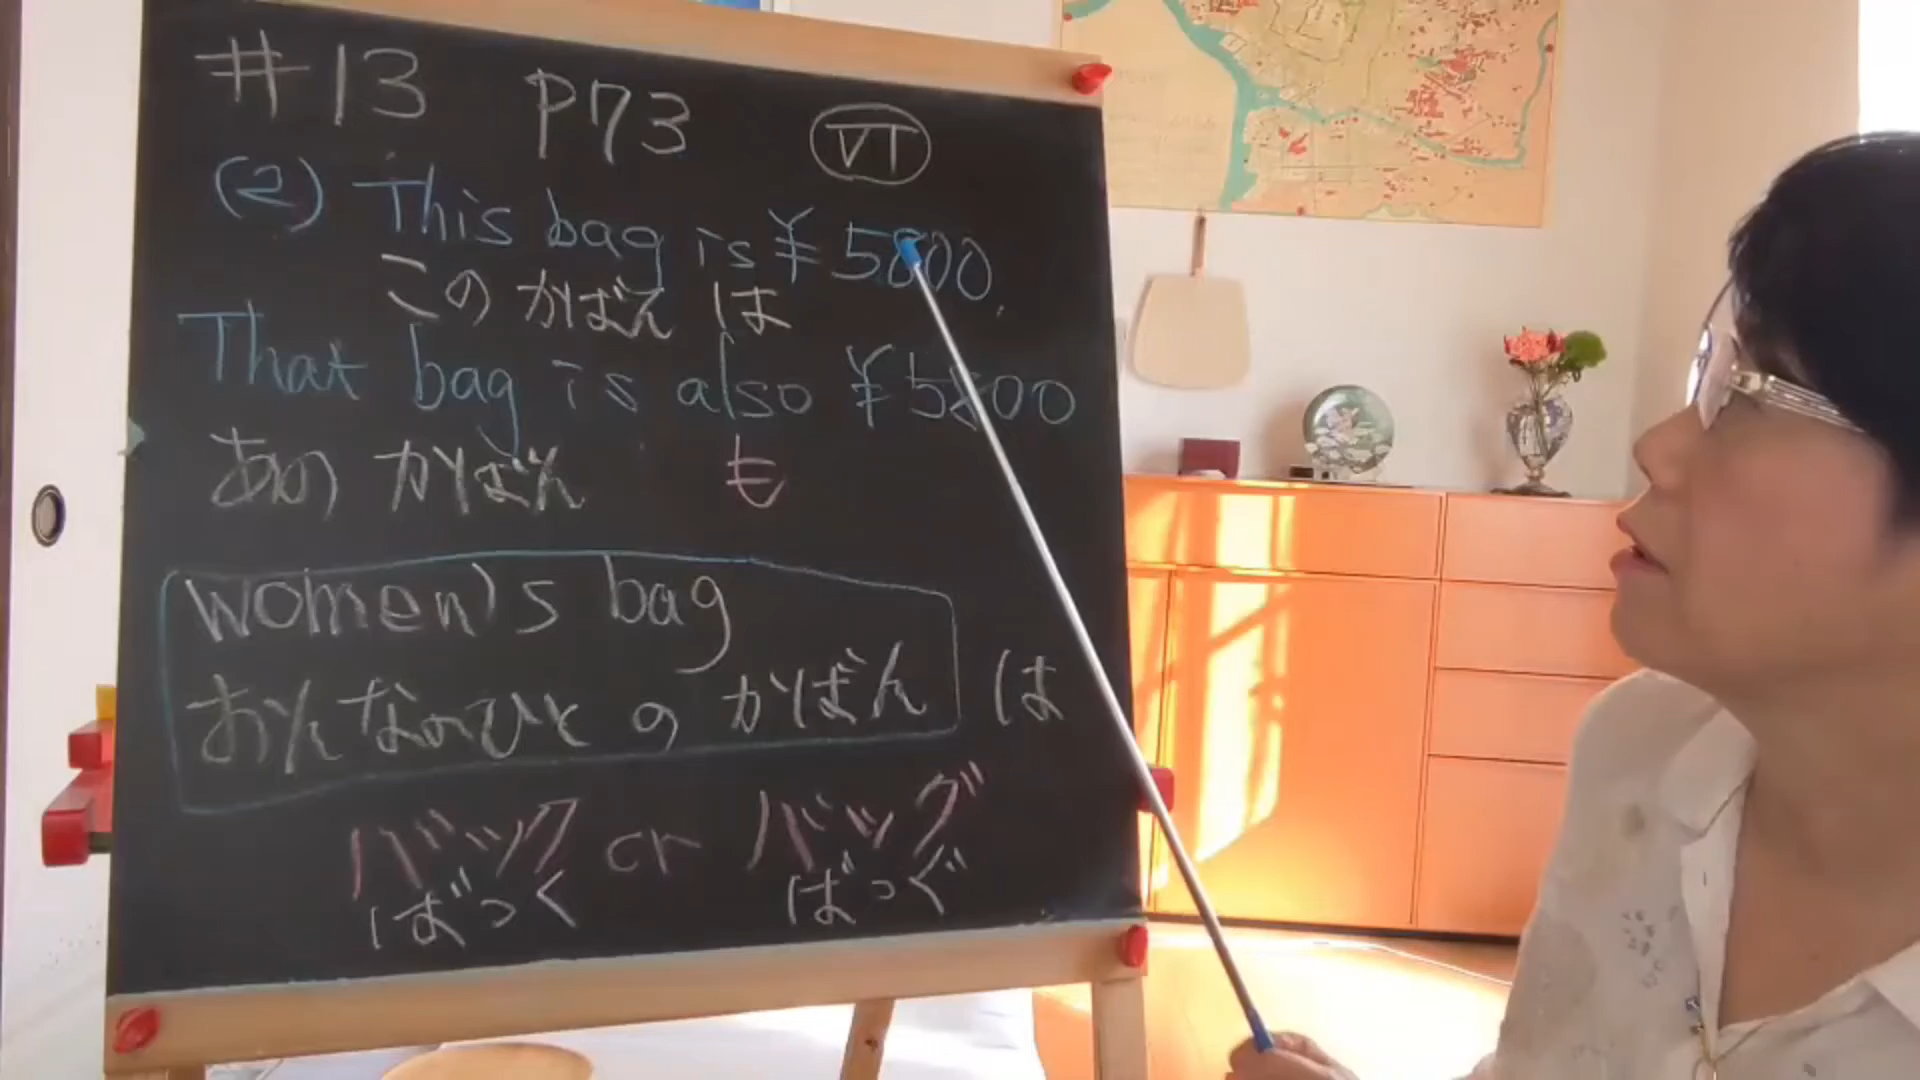 #13 P73 VI
(2) This bag is ¥5800.
このかばんは
That bag is also ¥5800
あのかばん も
women's bag
おんなのひとのかばんは
バック or バッグ
ばっく ばっぐ